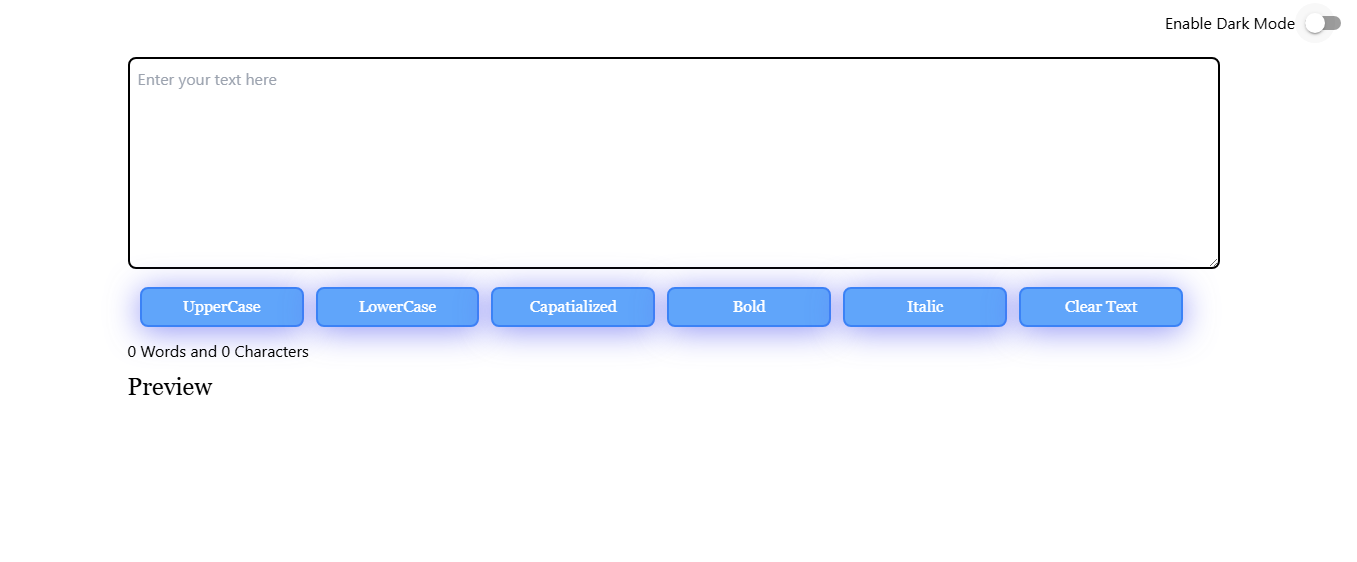 Enable Dark Mode
Enter your text here
UpperCase LowerCase Capatialized Bold Italic Clear Text
0 Words and 0 Characters
Preview